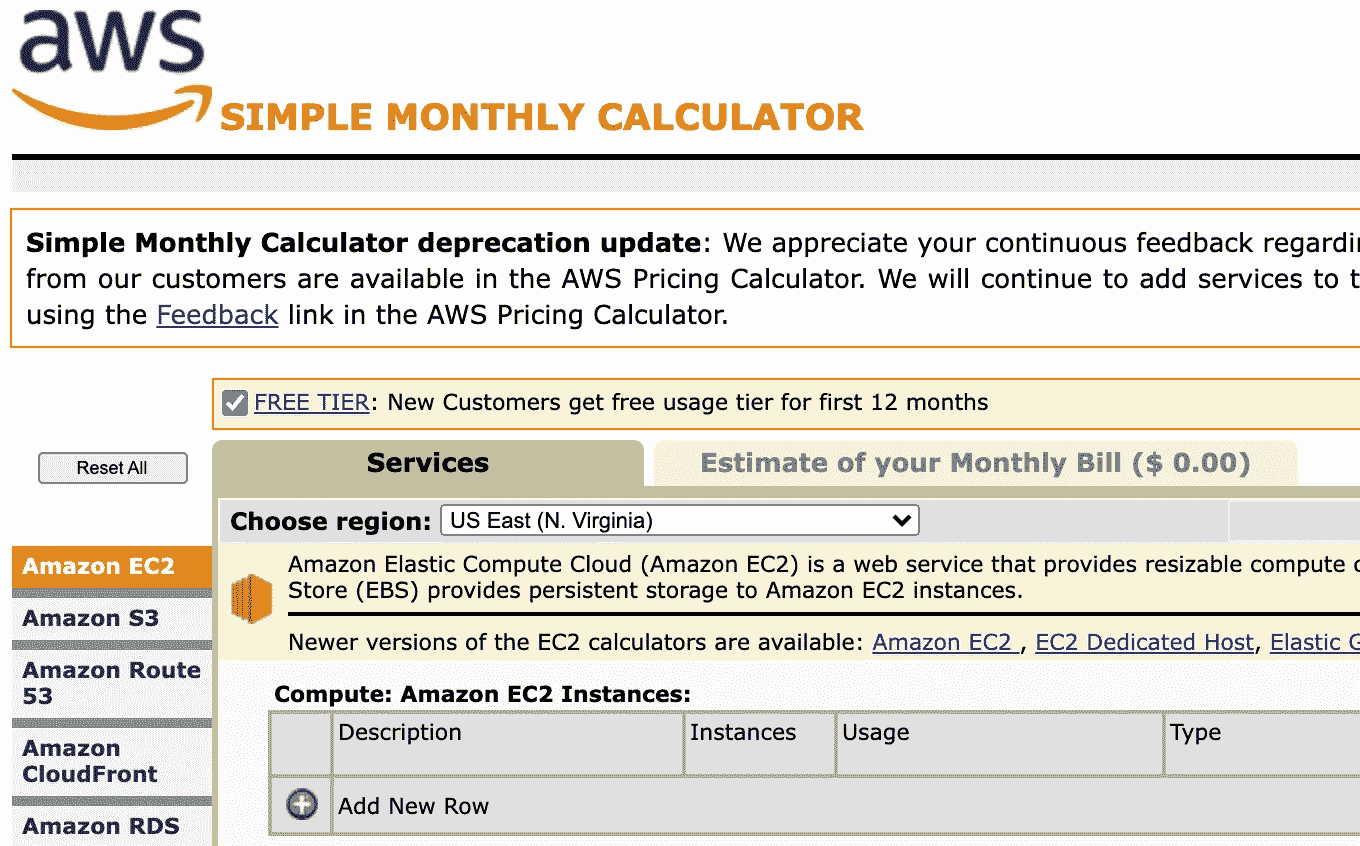 aws
SIMPLE MONTHLY CALCULATOR
Simple Monthly Calculator deprecation update: We appreciate your continuous feedback
from our customers are available in the AWS Pricing Calculator. We will continue to add services to
using the Feedback link in the AWS Pricing Calculator.
FREE TIER: New Customers get free usage tier for first 12 months
Reset All
Services
Estimate of your Monthly Bill ($ 0.00)
Choose region: US East (N. Virginia)
Amazon EC2
Amazon S3
Amazon Route
53
Amazon
CloudFront
Amazon RDS
Amazon Elastic Compute Cloud (Amazon EC2) is a web service that provides resizable compute
Store (EBS) provides persistent storage to Amazon EC2 instances.
Newer versions of the EC2 calculators are available: Amazon EC2 , EC2 Dedicated Host, Elastic
Compute: Amazon EC2 Instances:
Description Instances Usage Type
Add New Row